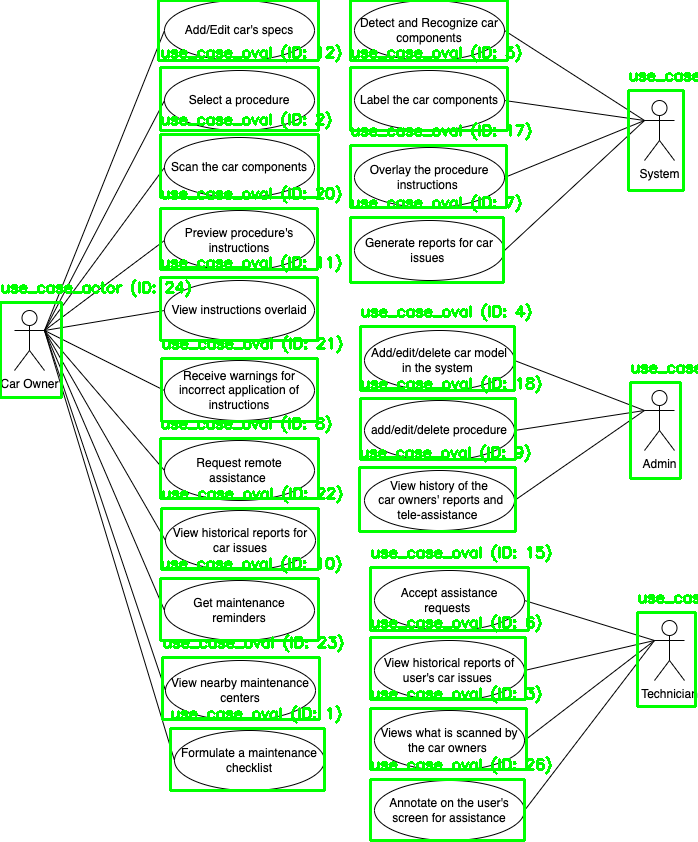 Add/Edit car's specs
use_case_oval (ID: 12)
Select a procedure
use_case_oval (ID: 2)
Scan the car components
use_case_oval (ID: 20)
Preview procedure's
instructions
use_case_oval (ID: 11)
View instructions overlaid
use_case_oval (ID: 21)
Receive warnings for
incorrect application of
instructions
use_case_oval (ID: 8)
Request remote
assistance
use_case_oval (ID: 22)
View historical reports for
car issues
use_case_oval (ID: 10)
Get maintenance
reminders
use_case_oval (ID: 23)
View nearby maintenance
centers
use_case_oval (ID: 1)
Formulate a maintenance
checklist
use_case_actor (ID: 24)
Car Owner
Detect and Recognize car
components
use_case_oval (ID: 5)
Label the car components
use_case_oval (ID: 17)
Overlay the procedure
instructions
use_case_oval (ID: 7)
Generate reports for car
issues
use_cas
System
use_case_oval (ID: 4)
Add/edit/delete car model
in the system
use_case_oval (ID: 18)
add/edit/delete procedure
use_case_oval (ID: 9)
View history of the
car owners' reports and
tele-assistance
use_cas
Admin
use_case_oval (ID: 15)
Accept assistance
requests
use_case_oval (ID: 6)
View historical reports of
user's car issues
use_case_oval (ID: 3)
Views what is scanned by
the car owners
use_case_oval (ID: 26)
Annotate on the user's
screen for assistance
use_ca
Technician